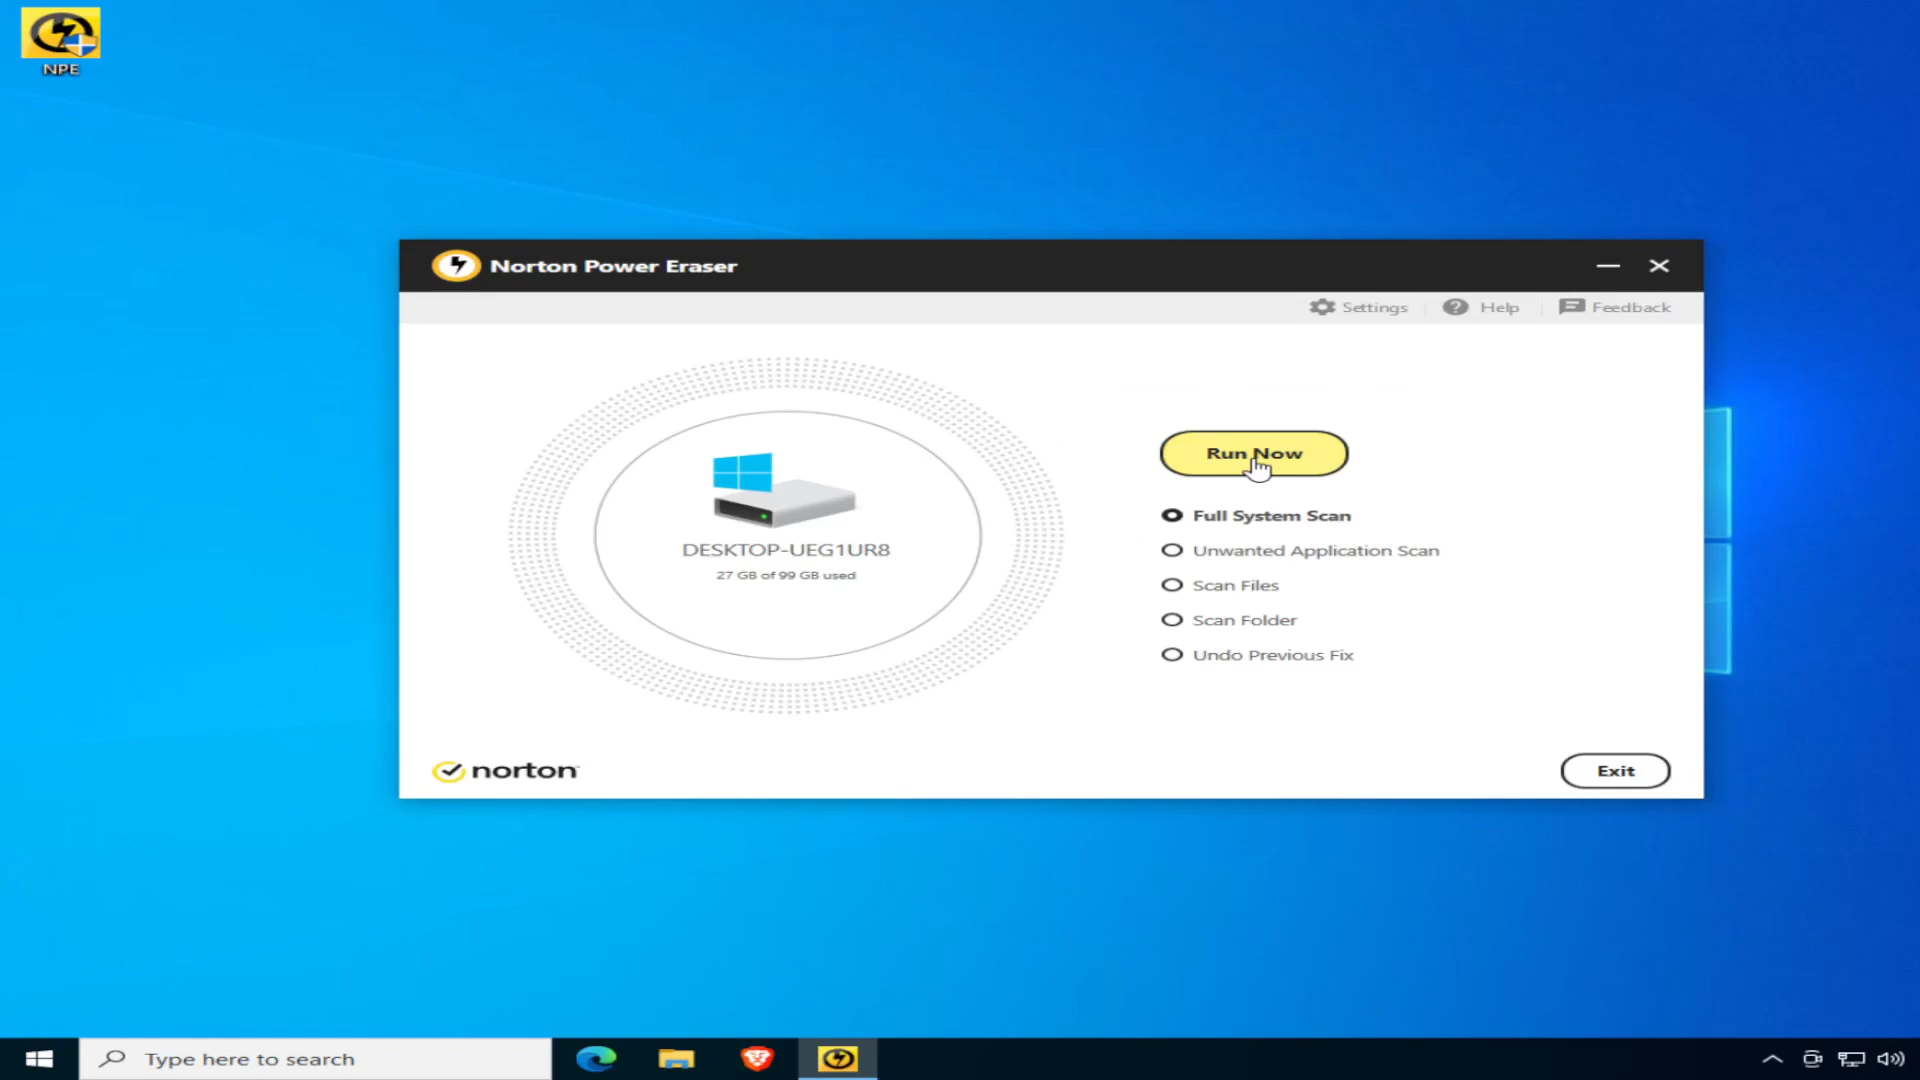 NPE
Norton Power Eraser
Settings
Help
Feedback
Run Now
Full System Scan
Unwanted Application Scan
Scan Files
Scan Folder
Undo Previous Fix
DESKTOP-UEG1UR8
27 GB of 99 GB used
norton
Exit
Type here to search